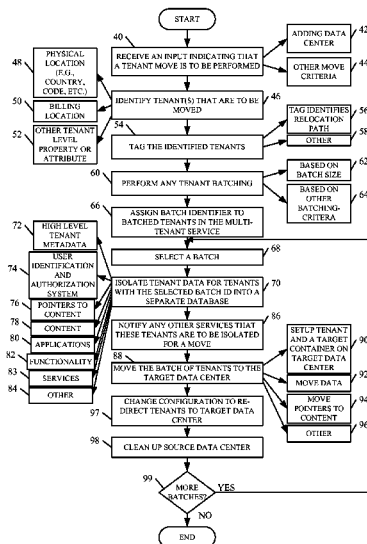 START
40
RECEIVE AN INPUT INDICATING THAT
A TENANT MOVE IS TO BE PERFORMED
ADDING DATA
CENTER
42
OTHER MOVE
CRITERIA
44
48
PHYSICAL
LOCATION
(E.G.,
COUNTRY,
CODE, ETC.)
50
BILLING
LOCATION
52
OTHER TENANT
LEVEL
PROPERTY OR
ATTRIBUTE
46
IDENTIFY TENANT(S) THAT ARE TO BE
MOVED
54
TAG THE IDENTIFIED TENANTS
TAG IDENTIFIES
RELOCATION
PATH
56
OTHER
58
60
PERFORM ANY TENANT BATCHING
BASED ON
BATCH SIZE
62
BASED ON
OTHER
BATCHING
CRITERA
64
66
ASSIGN BATCH IDENTIFIER TO
BATCHED TENANTS IN THE MULTI-
TENANT SERVICE
SELECT A BATCH
68
72
HIGH LEVEL
TENANT
METADATA
74
USER
IDENTIFICATION
AND
AUTHORIZATION
SYSTEM
76
POINTERS TO
CONTENT
78
CONTENT
80
APPLICATIONS
82
FUNCTIONALITY
83
SERVICES
84
OTHER
ISOLATE TENANT DATA FOR TENANTS
WITH THE SELECTED BATCH ID INTO A
SEPARATE DATABASE
70
86
NOTIFY ANY OTHER SERVICES THAT
THESE TENANTS ARE TO BE ISOLATED
FOR A MOVE
88
MOVE THE BATCH OF TENANTS TO THE
TARGET DATA CENTER
SETUP TENANT
AND A TARGET
CONTAINER ON
TARGET DATA
CENTER
90
MOVE DATA
92
MOVE
POINTERS TO
CONTENT
94
OTHER
96
97
CHANGE CONFIGURATION TO RE-
DIRECT TENANTS TO TARGET DATA
CENTER
98
CLEAN UP SOURCE DATA CENTER
99
MORE
BATCHES?
YES
NO
END